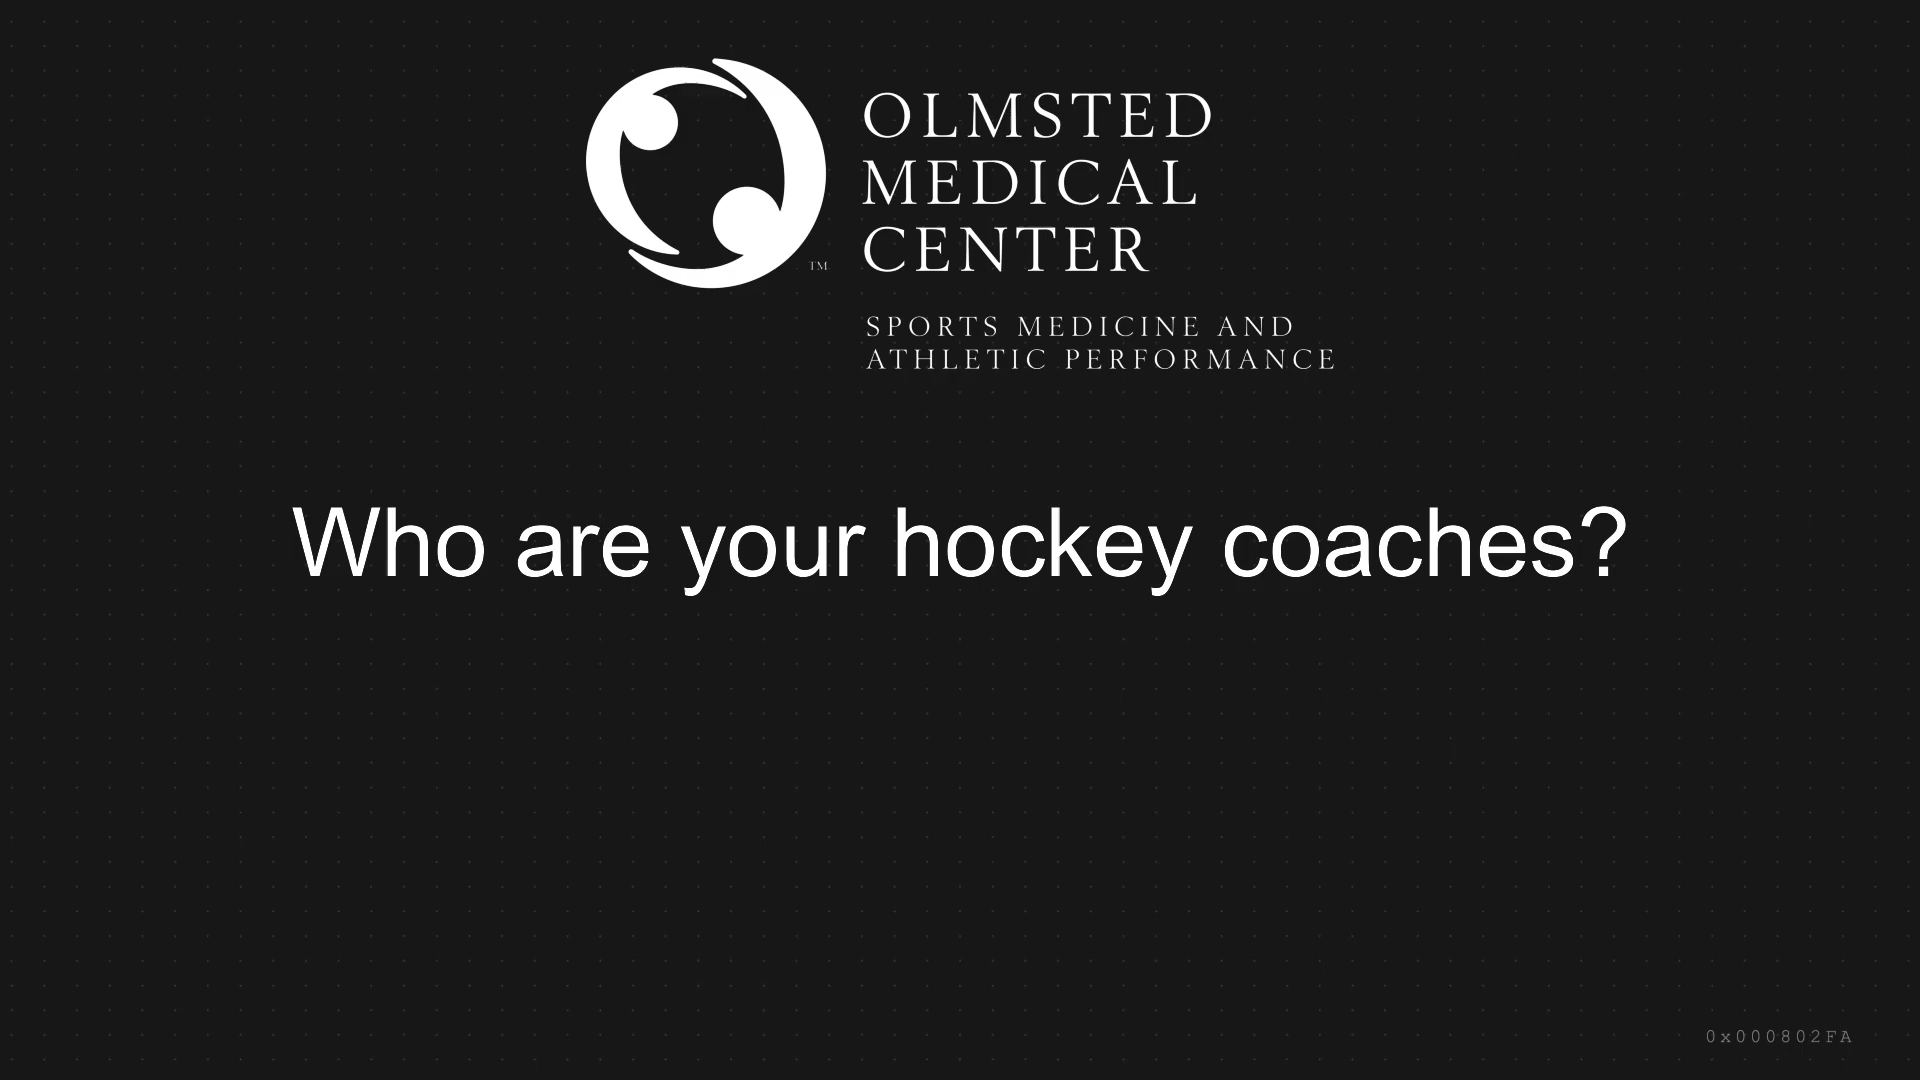 OLMSTED
MEDICAL
CENTER
TM
SPORTS MEDICINE AND
ATHLETIC PERFORMANCE
Who are your hockey coaches?
0x000802FA